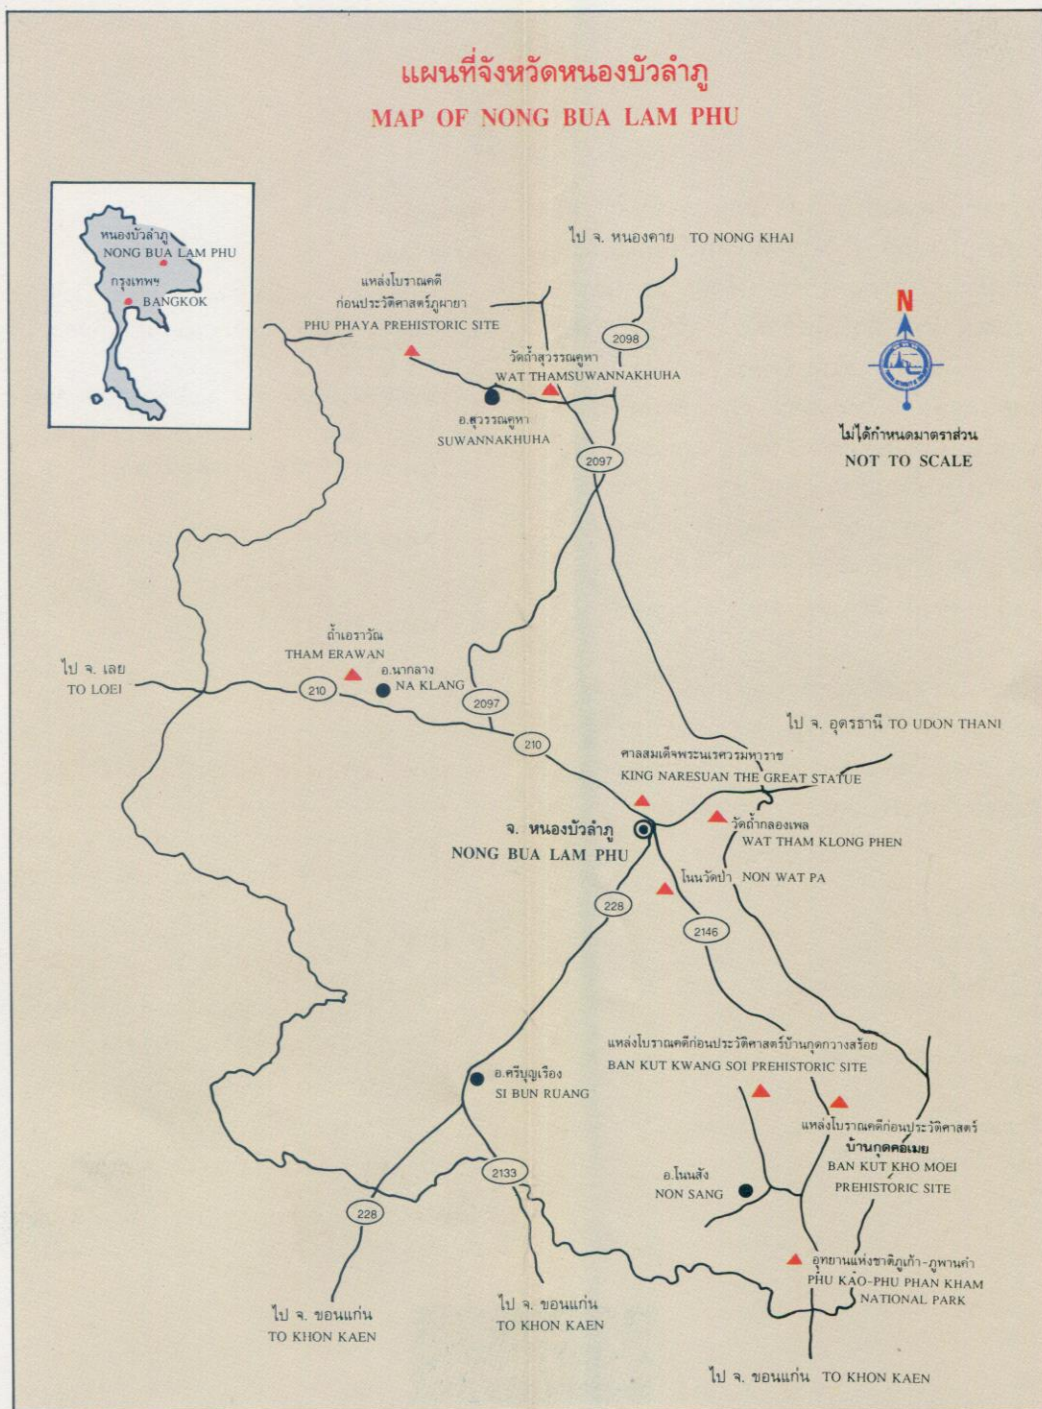 แผนที่จังหวัดหนองบัวลำภู
MAP OF NONG BUA LAM PHU
หนองบัวลำภู
NONG BUA LAM PHU
กรุงเทพฯ
BANGKOK
ไป จ. หนองคาย TO NONG KHAI
แหล่งโบราณคดี
ก่อนประวัติศาสตร์ภูผายา
PHU PHAYA PREHISTORIC SITE
2098
N
วัดถ้ำสุวรรณคูหา
WAT THAMSUWANNAKHUHA
อ.สุวรรณคูหา
SUWANNAKHUHA
ไม่ได้กำหนดมาตราส่วน
NOT TO SCALE
2097
ถ้ำเอราวัณ
THAM ERAWAN
อ.นากลาง
NA KLANG
ไป จ. เลย
TO LOEI
210
2097
210
ไป จ. อุดรธานี TO UDON THANI
ศาลสมเด็จพระนเรศวรมหาราช
KING NARESUAN THE GREAT STATUE
จ. หนองบัวลำภู
NONG BUA LAM PHU
วัดถ้ำกลองเพล
WAT THAM KLONG PHEN
โนนวัดป่า NON WAT PA
228
2146
แหล่งโบราณคดีก่อนประวัติศาสตร์บ้านกุดกวางสร้อย
BAN KUT KWANG SOI PREHISTORIC SITE
อ.ศรีบุญเรือง
SI BUN RUANG
แหล่งโบราณคดีก่อนประวัติศาสตร์
บ้านกุดคอเมย
BAN KUT KHO MOEI
PREHISTORIC SITE
2133
อ.โนนสัง
NON SANG
228
อุทยานแห่งชาติภูเก้า-ภูพานคำ
PHU KAO-PHU PHAN KHAM
NATIONAL PARK
ไป จ. ขอนแก่น
TO KHON KAEN
ไป จ. ขอนแก่น
TO KHON KAEN
ไป จ. ขอนแก่น TO KHON KAEN